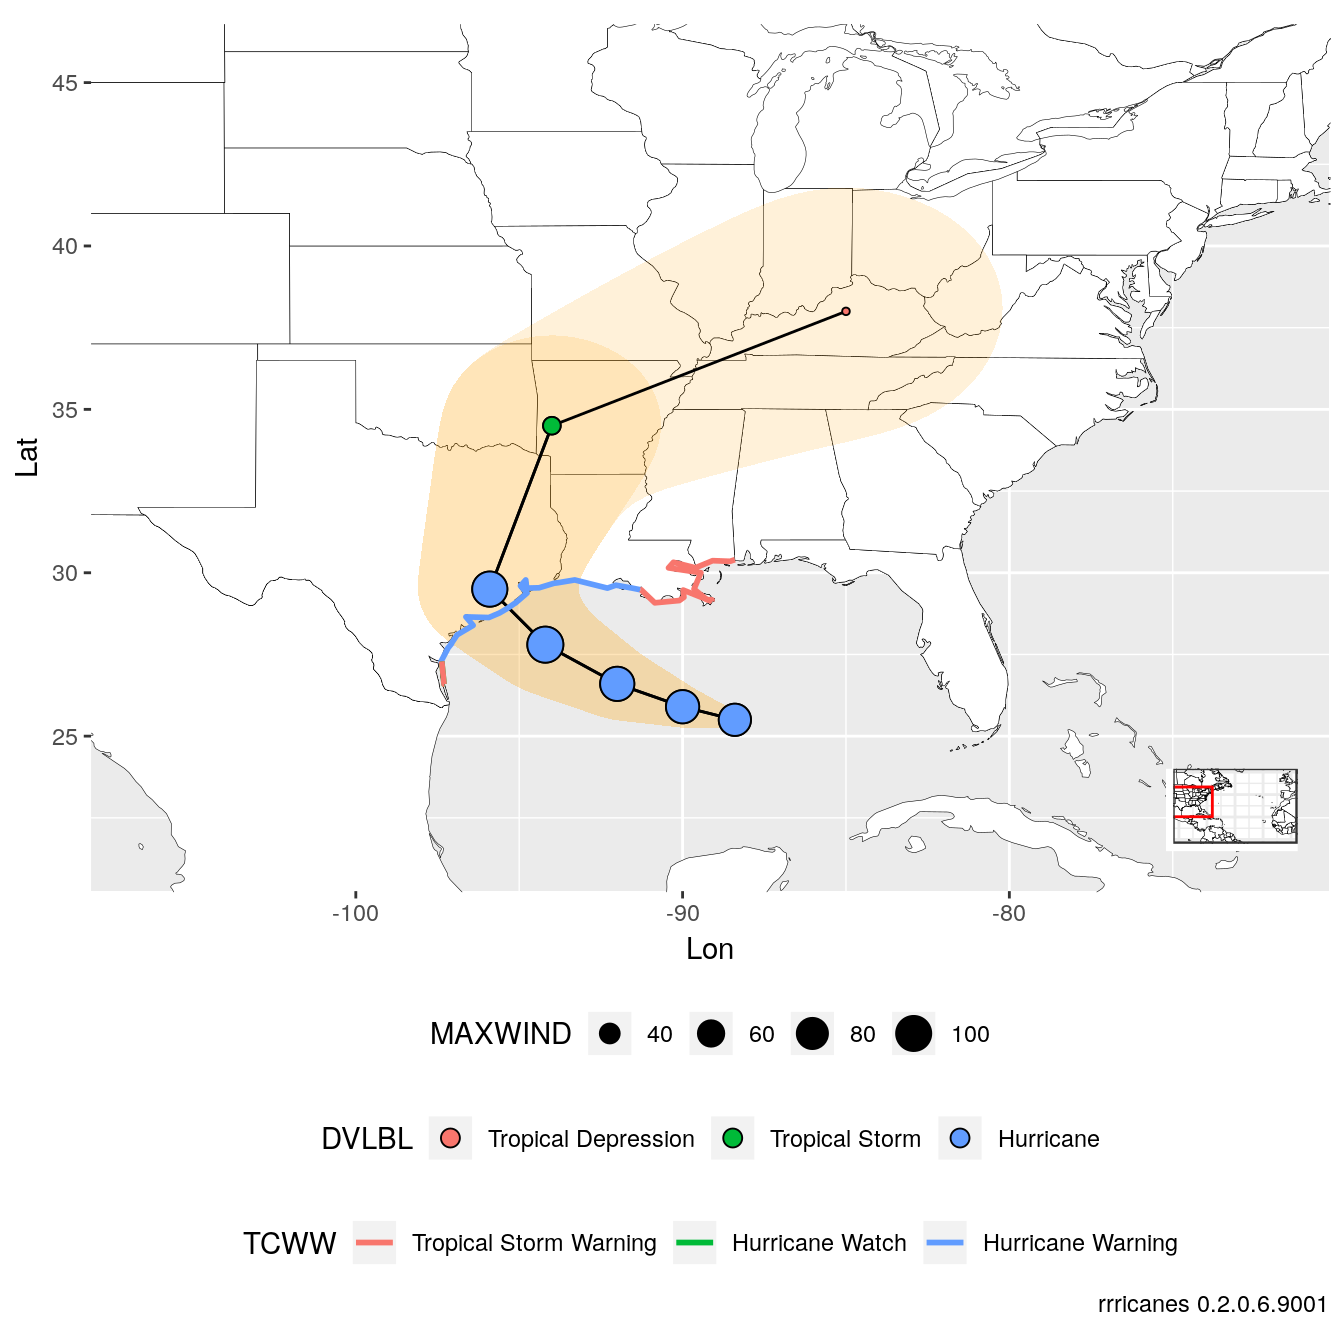 45
40
35
30
25
Lat
-100
-90
-80
Lon
MAXWIND 40 60 80 100
DVLBL Tropical Depression Tropical Storm Hurricane
TCWW Tropical Storm Warning Hurricane Watch Hurricane Warning
rrricanes 0.2.0.6.9001